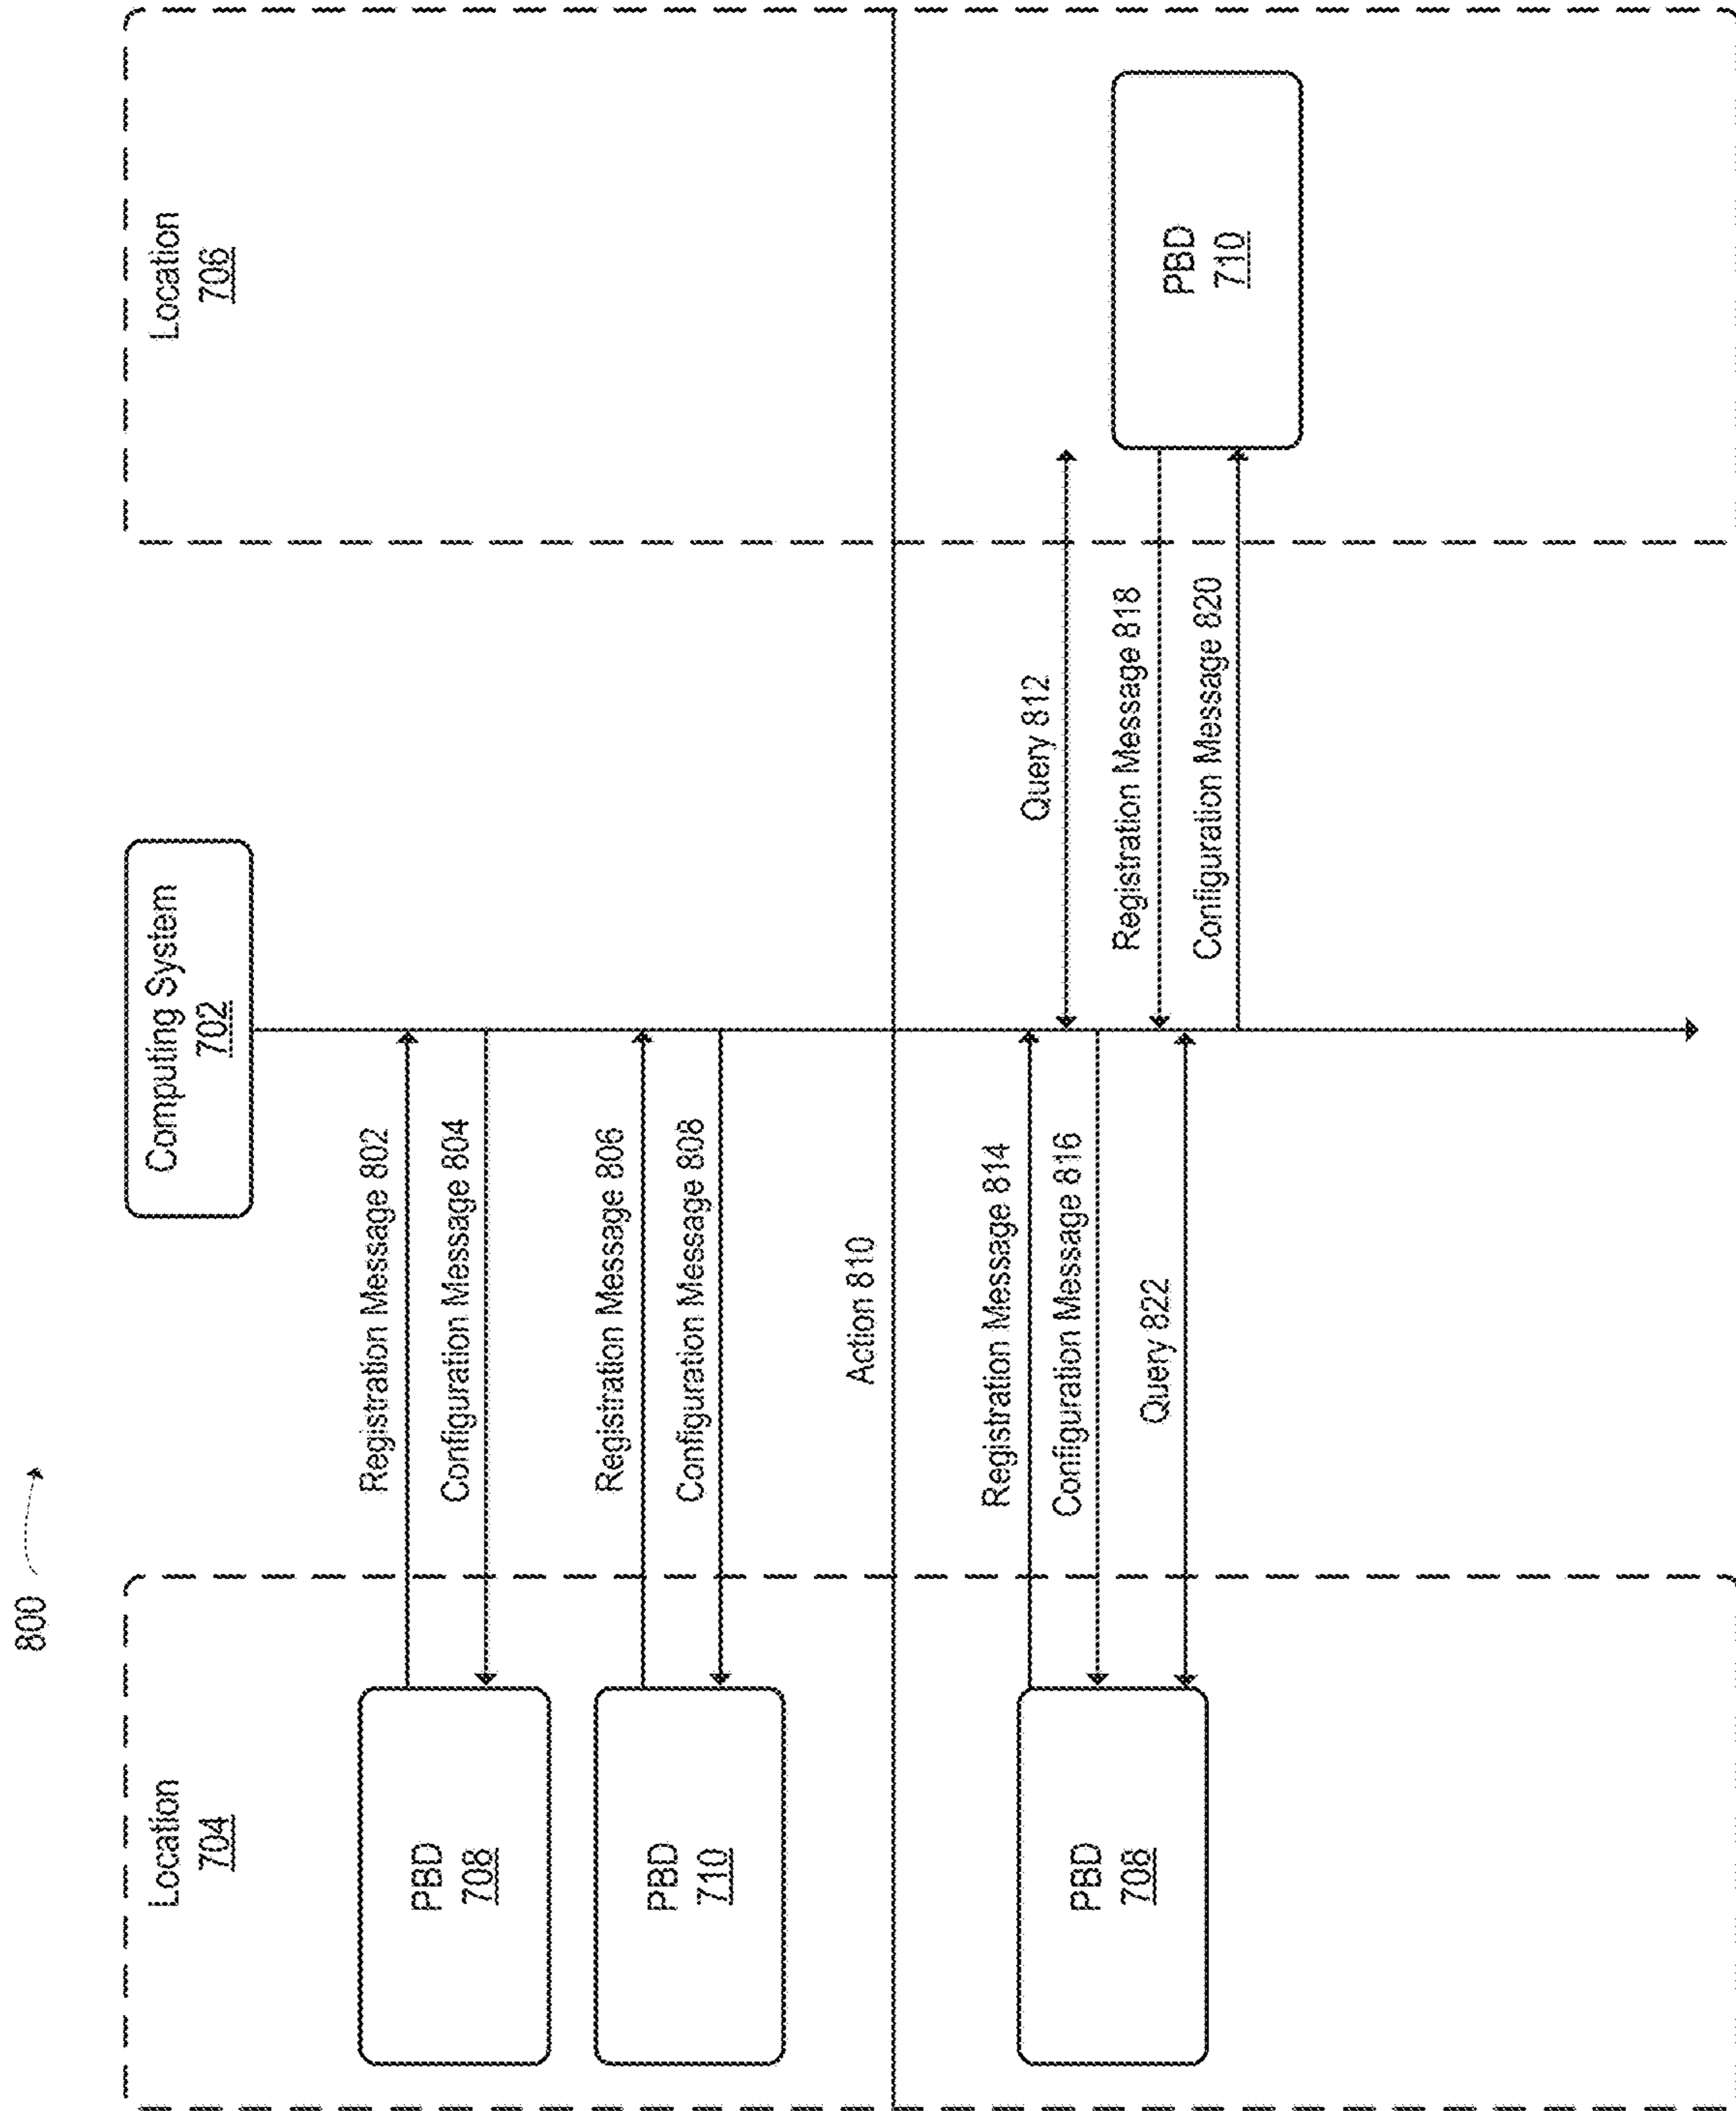 800
Location
704
Computing System
702
Location
706
PBD
708
Registration Message 802
Configuration Message 804
PBD
710
Registration Message 806
Configuration Message 808
Action 810
PBD
708
Registration Message 814
Configuration Message 816
Query 822
Query 812
Registration Message 818
Configuration Message 820
PBD
710